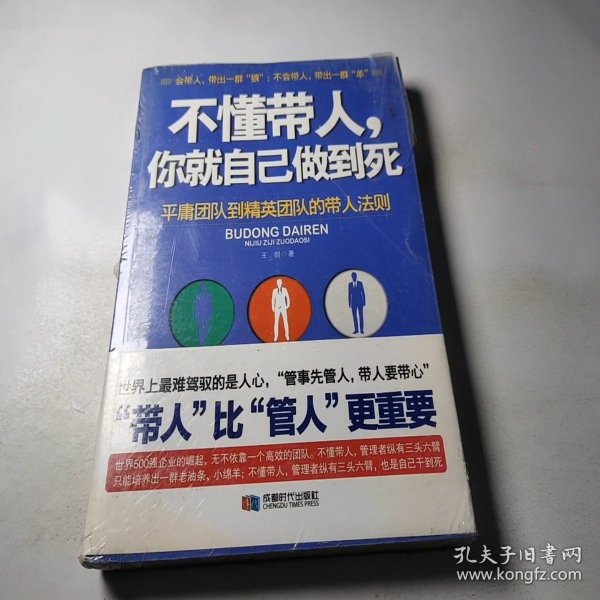 会带人，带出一群“狼”；不会带人，带出一群“羊”
不懂带人，
你就自己做到死
平庸团队到精英团队的带人法则
BUDONG DAIREN
NIJIU ZIJI ZUODAOSI
王 剑 著
世界上最难驾驭的是人心，“管事先管人，带人要带心”
“带人”比“管人”更重要
世界500强企业的崛起，无不依靠一个高效的团队。不懂带人，管理者纵有三头六臂
只能培养出一群老油条，小绵羊；不懂带人，管理者纵有三头六臂，也是自己干到死
成都时代出版社
CHENGDU TIMES PRESS
孔夫子旧书网
www.kongfz.com